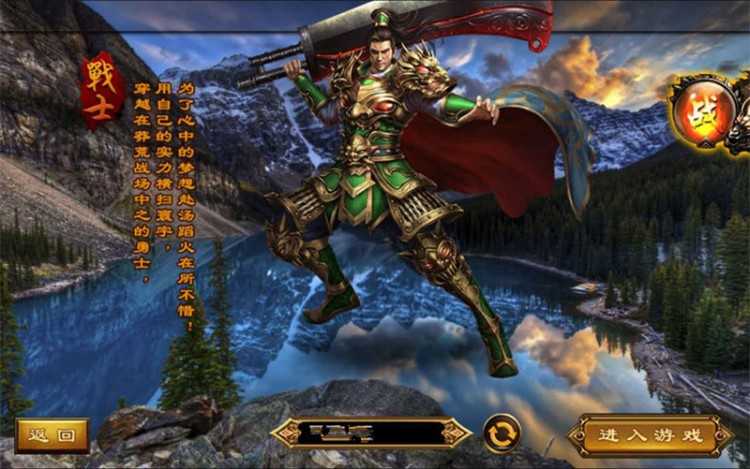 戰士
穿越在莽荒战场中之的勇士，
用自己的实力横扫寰宇，
为了心中的梦想赴汤蹈火在所不惜！
战
返回
进入游戏